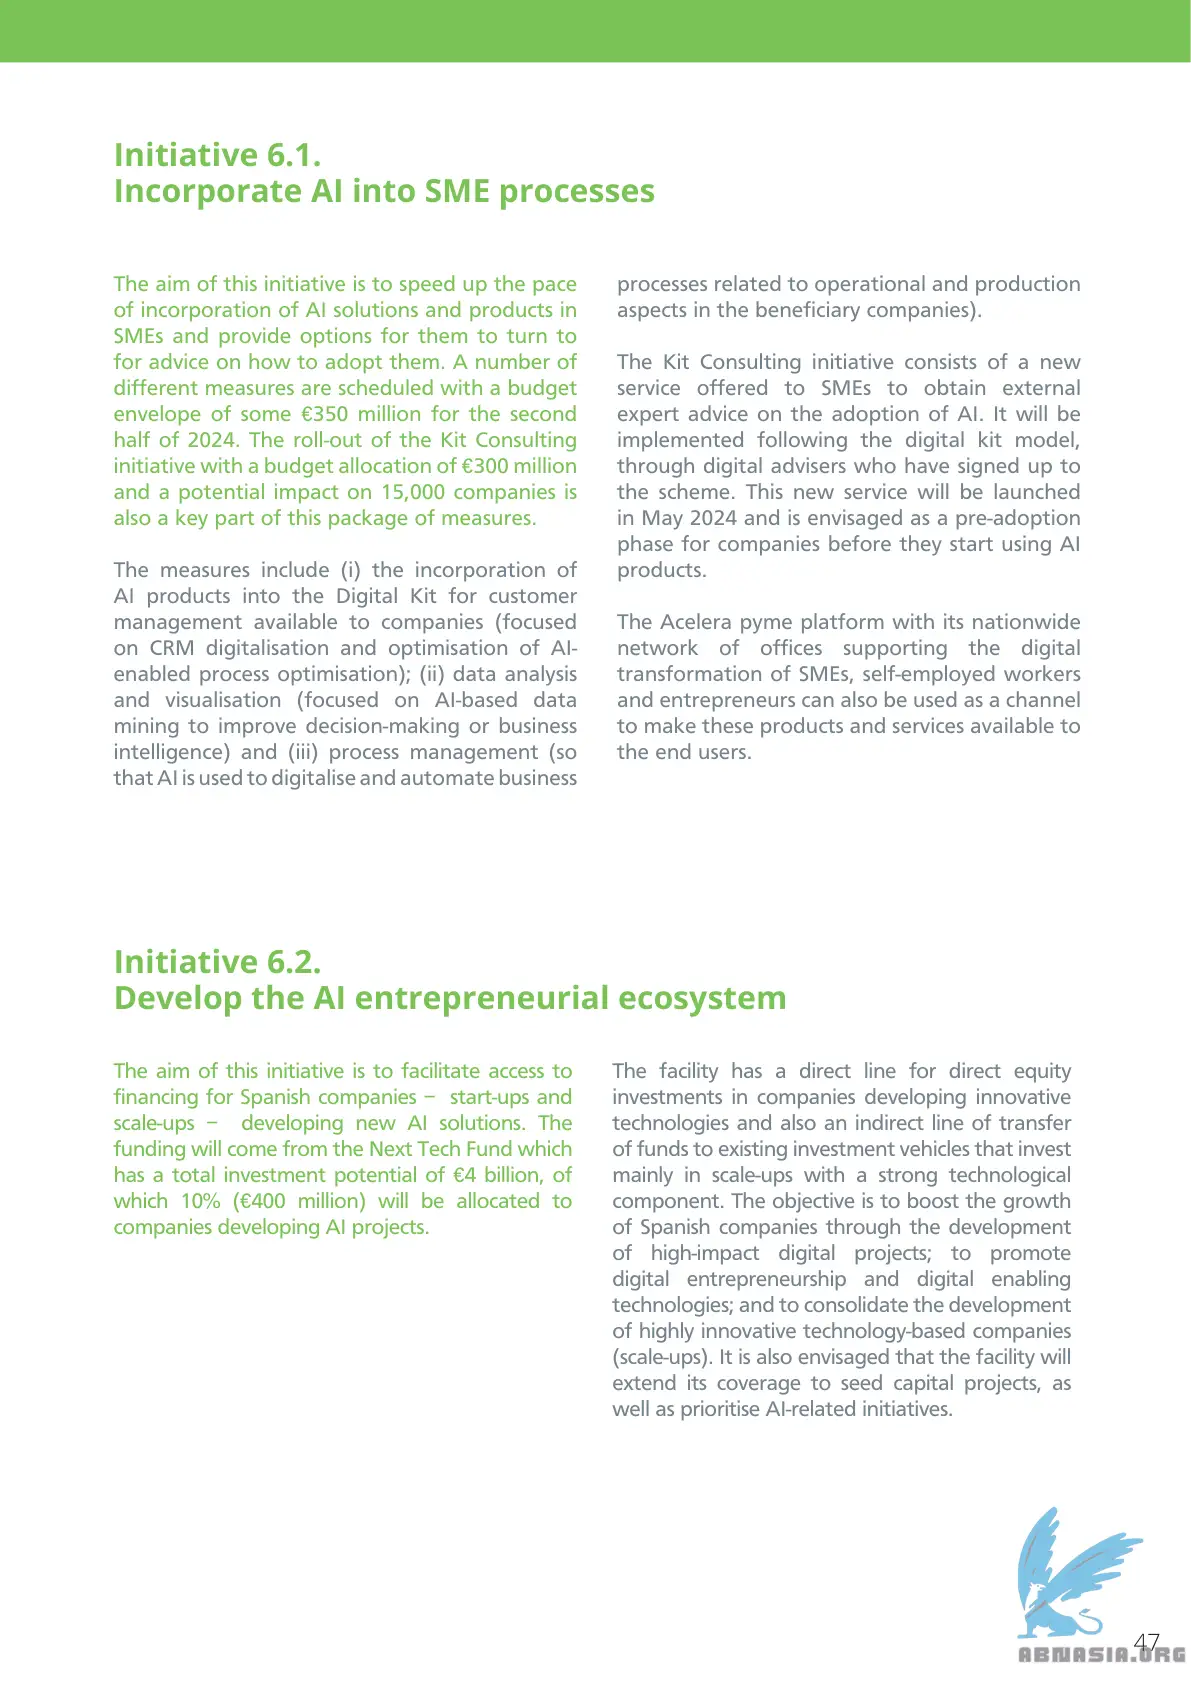 Initiative 6.1.
Incorporate AI into SME processes
The aim of this initiative is to speed up the pace
of incorporation of AI solutions and products in
SMEs and provide options for them to turn to
for advice on how to adopt them. A number of
different measures are scheduled with a budget
envelope of some €350 million for the second
half of 2024. The roll-out of the Kit Consulting
initiative with a budget allocation of €300 million
and a potential impact on 15,000 companies is
also a key part of this package of measures.
The measures include (i) the incorporation of
AI products into the Digital Kit for customer
management available to companies (focused
on CRM digitalisation and optimisation of AI-
enabled process optimisation); (ii) data analysis
and visualisation (focused on AI-based data
mining to improve decision-making or business
intelligence) and (iii) process management (so
that AI is used to digitalise and automate business
processes related to operational and production
aspects in the beneficiary companies).
The Kit Consulting initiative consists of a new
service offered to SMEs to obtain external
expert advice on the adoption of AI. It will be
implemented following the digital kit model,
through digital advisers who have signed up to
the scheme. This new service will be launched
in May 2024 and is envisaged as a pre-adoption
phase for companies before they start using AI
products.
The Acelera pyme platform with its nationwide
network of offices supporting the digital
transformation of SMEs, self-employed workers
and entrepreneurs can also be used as a channel
to make these products and services available to
the end users.
Initiative 6.2.
Develop the AI entrepreneurial ecosystem
The aim of this initiative is to facilitate access to
financing for Spanish companies – start-ups and
scale-ups – developing new AI solutions. The
funding will come from the Next Tech Fund which
has a total investment potential of €4 billion, of
which 10% (€400 million) will be allocated to
companies developing AI projects.
The facility has a direct line for direct equity
investments in companies developing innovative
technologies and also an indirect line of transfer
of funds to existing investment vehicles that invest
mainly in scale-ups with a strong technological
component. The objective is to boost the growth
of Spanish companies through the development
of high-impact digital projects; to promote
digital entrepreneurship and digital enabling
technologies; and to consolidate the development
of highly innovative technology-based companies
(scale-ups). It is also envisaged that the facility will
extend its coverage to seed capital projects, as
well as prioritise AI-related initiatives.
47
ABNASIA.ORG